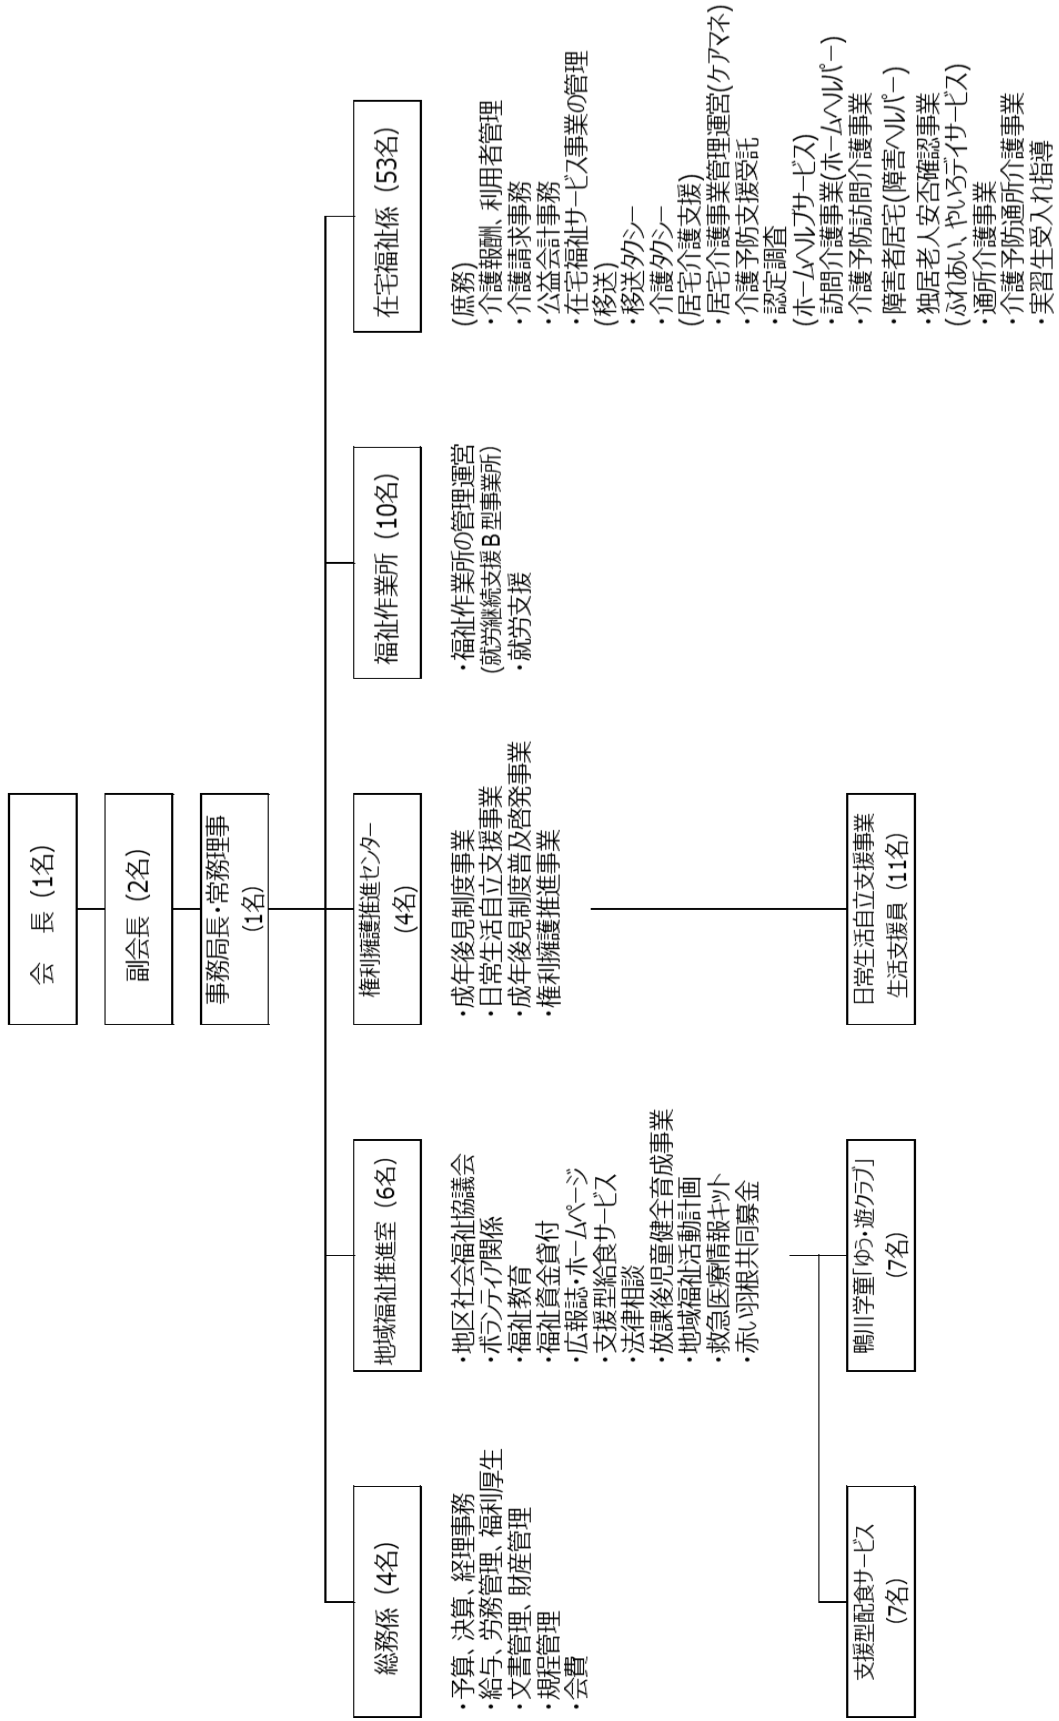 会　長（1名）
副会長（2名）
事務局長・常務理事
（1名）
総務係（4名）
・予算、決算、経理事務
・給与、労務管理、福利厚生
・文書管理、財産管理
・規程管理
・会費
地域福祉推進室（6名）
・地区社会福祉協議会
・ボランティア関係
・福祉教育
・福祉資金貸付
・広報誌・ホームページ
・支援型給食サービス
・法律相談
・放課後児童健全育成事業
・地域福祉活動計画
・救急医療情報キット
・赤い羽根共同募金
権利擁護推進センター
（4名）
・成年後見制度事業
・日常生活自立支援事業
・成年後見制度普及啓発事業
・権利擁護推進事業
福祉作業所（10名）
・福祉作業所の管理運営
(就労継続支援B型事業所)
・就労支援
在宅福祉係（53名）
(庶務)
・介護報酬、利用者管理
・介護請求事務
・公益会計事務
・在宅福祉サービス事業の管理
(移送)
・移送タクシー
・介護タクシー
(居宅介護支援)
・居宅介護事業管理運営(ケアマネ)
・介護予防支援受託
・認定調査
(ホームヘルプサービス)
・訪問介護事業(ホームヘルパー)
・介護予防訪問介護事業
・障害者居宅(障害ヘルパー)
・独居老人安否確認事業
(ふれあい、やいろデイサービス)
・通所介護事業
・介護予防通所介護事業
・実習生受入れ指導
支援型配食サービス
（7名）
鴨川学童「ゆう・遊クラブ」
（7名）
日常生活自立支援事業
生活支援員（11名）